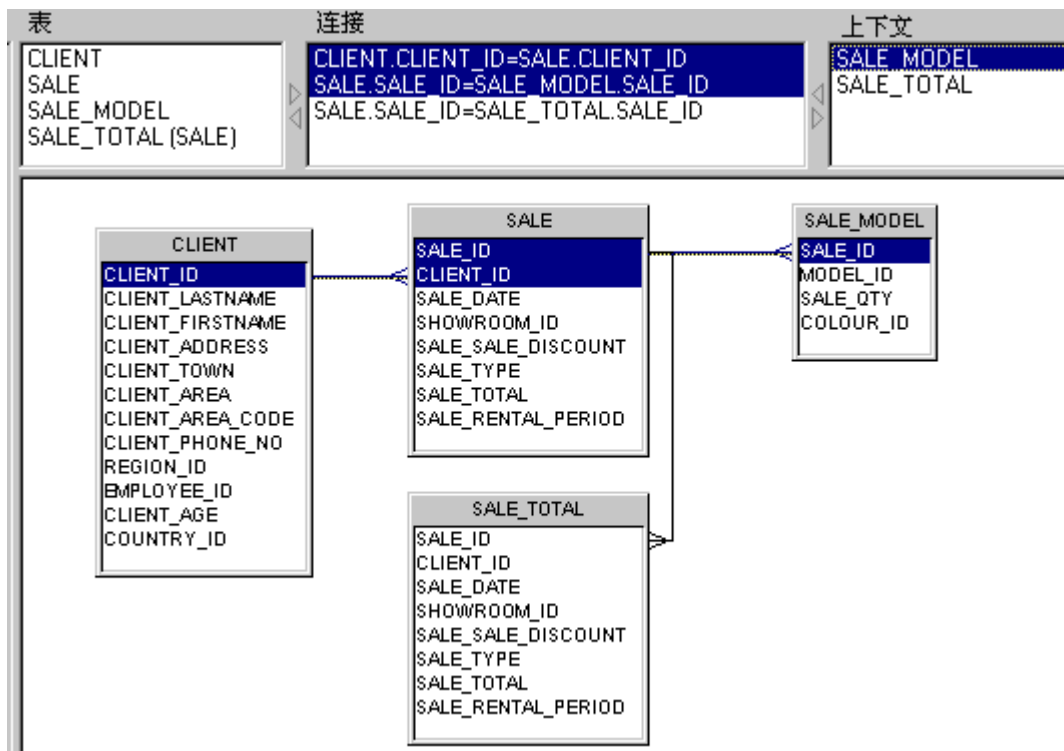 表
CLIENT
SALE
SALE_MODEL
SALE_TOTAL (SALE)
连接
CLIENT.CLIENT_ID=SALE.CLIENT_ID
SALE.SALE_ID=SALE_MODEL.SALE_ID
SALE.SALE_ID=SALE_TOTAL.SALE_ID
上下文
SALE_MODEL
SALE_TOTAL
CLIENT
CLIENT_ID
CLIENT_LASTNAME
CLIENT_FIRSTNAME
CLIENT_ADDRESS
CLIENT_TOWN
CLIENT_AREA
CLIENT_AREA_CODE
CLIENT_PHONE_NO
REGION_ID
EMPLOYEE_ID
CLIENT_AGE
COUNTRY_ID
SALE
SALE_ID
CLIENT_ID
SALE_DATE
SHOWROOM_ID
SALE_SALE_DISCOUNT
SALE_TYPE
SALE_TOTAL
SALE_RENTAL_PERIOD
SALE_MODEL
SALE_ID
MODEL_ID
SALE_QTY
COLOUR_ID
SALE_TOTAL
SALE_ID
CLIENT_ID
SALE_DATE
SHOWROOM_ID
SALE_SALE_DISCOUNT
SALE_TYPE
SALE_TOTAL
SALE_RENTAL_PERIOD